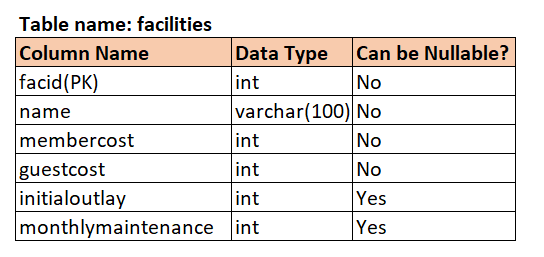 Table name: facilities
Column Name Data Type Can be Nullable?
facid(PK) int No
name varchar(100) No
membercost int No
guestcost int No
initialoutlay int Yes
monthlymaintenance int Yes